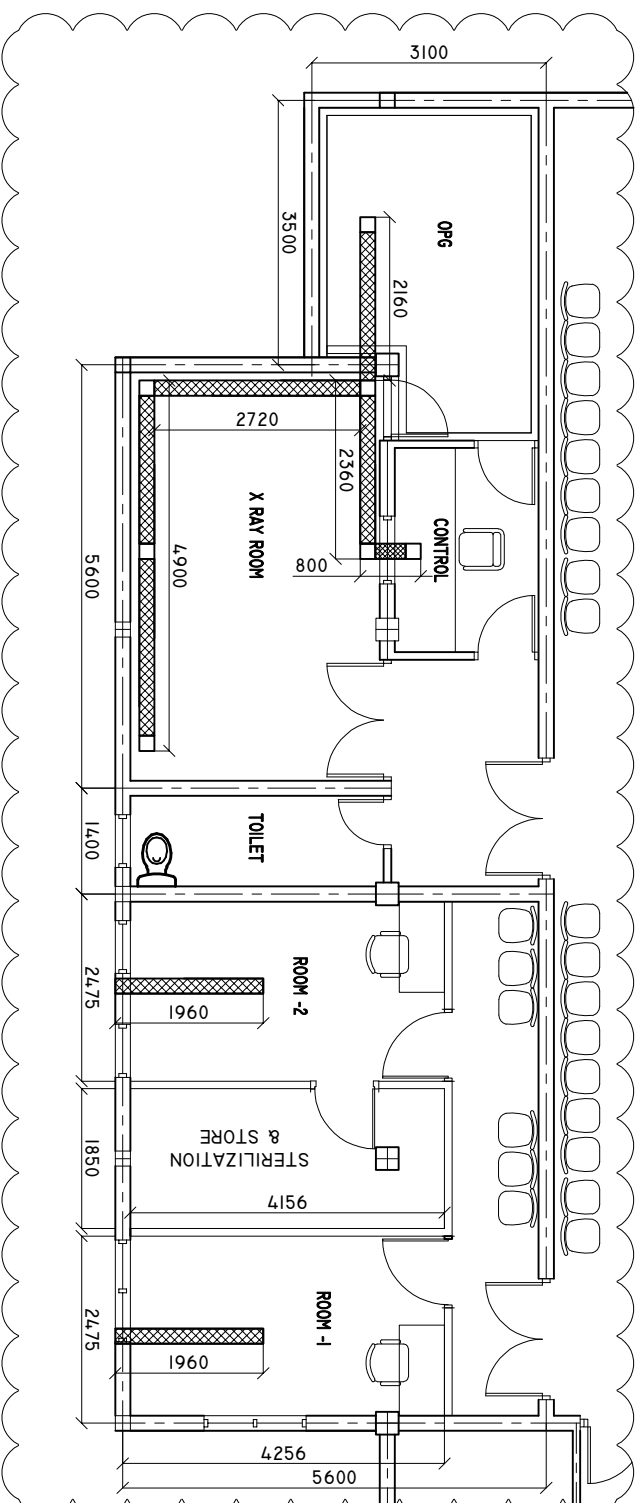 3100
3500
OPG
2160
2720
2360
X RAY ROOM
CONTROL
800
4900
5600
TOILET
1400
ROOM -2
2475
1960
STERILIZATION
& STORE
1850
4156
ROOM -1
2475
1960
4256
5600